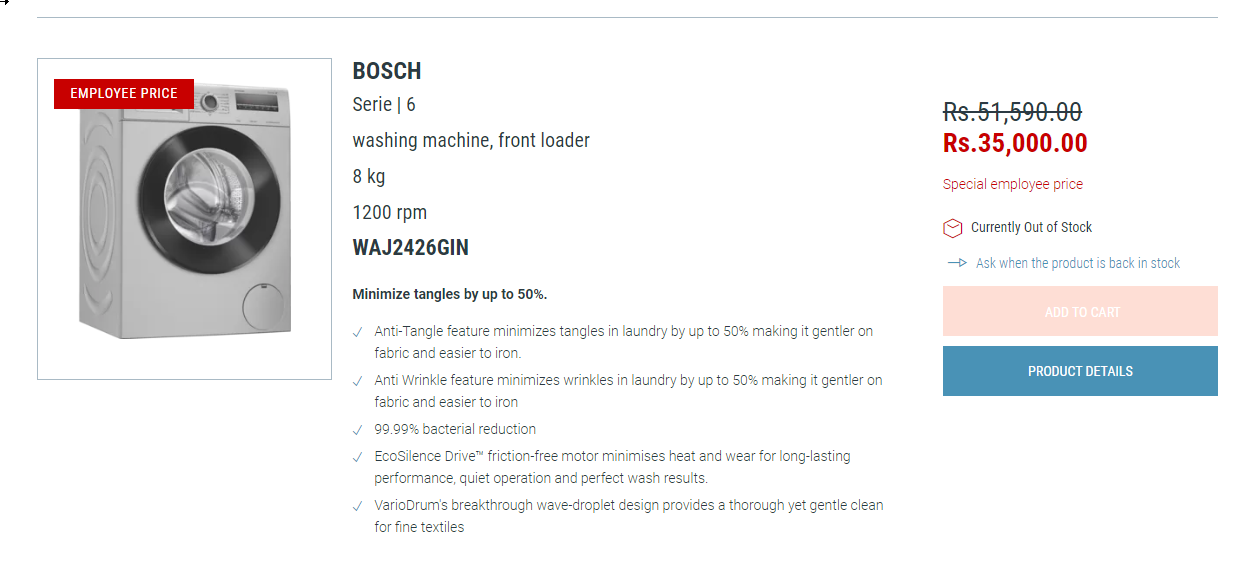 EMPLOYEE PRICE
BOSCH
Serie | 6
washing machine, front loader
8 kg
1200 rpm
WAJ2426GIN
Minimize tangles by up to 50%.
Anti-Tangle feature minimizes tangles in laundry by up to 50% making it gentler on
fabric and easier to iron.
Anti Wrinkle feature minimizes wrinkles in laundry by up to 50% making it gentler on
fabric and easier to iron
99.99% bacterial reduction
EcoSilence Drive™ friction-free motor minimises heat and wear for long-lasting
performance, quiet operation and perfect wash results.
VarioDrum's breakthrough wave-droplet design provides a thorough yet gentle clean
for fine textiles
Rs.51,590.00
Rs.35,000.00
Special employee price
Currently Out of Stock
Ask when the product is back in stock
ADD TO CART
PRODUCT DETAILS